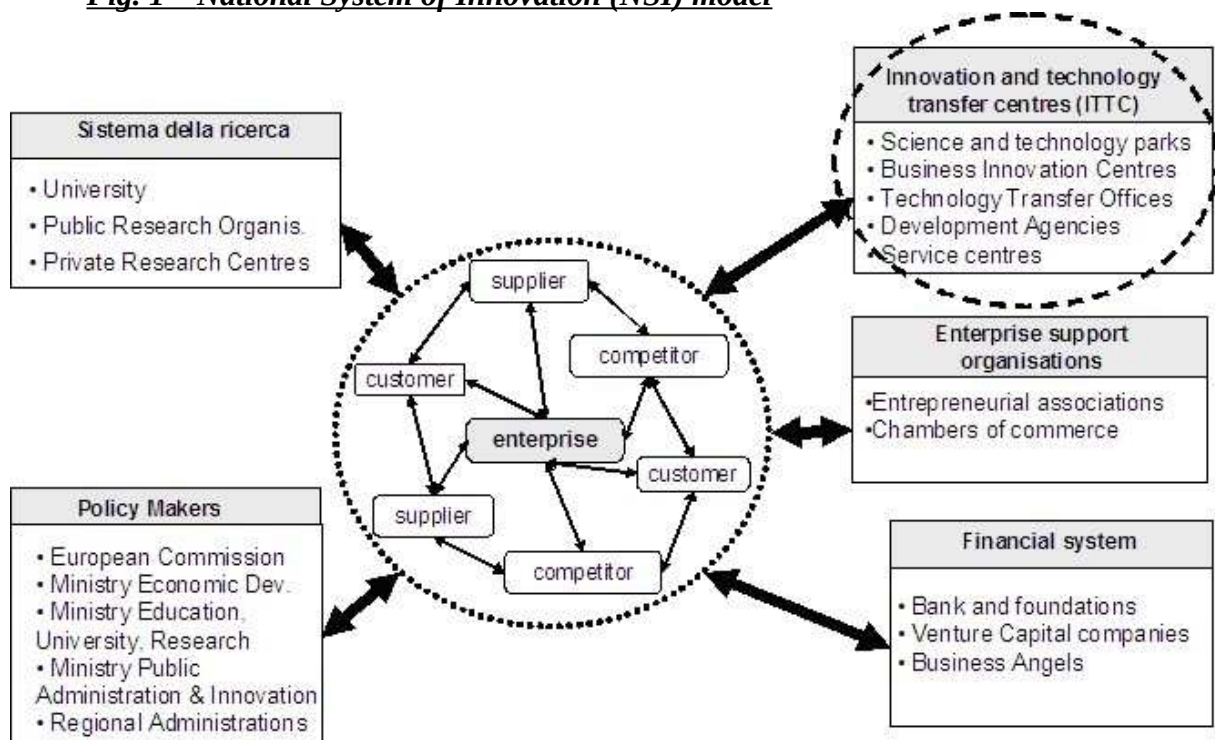 Fig. 1 – National System of Innovation (NSI) model
Sistema della ricerca
• University
• Public Research Organis.
• Private Research Centres
Innovation and technology
transfer centres (ITTC)
• Science and technology parks
• Business Innovation Centres
• Technology Transfer Offices
• Development Agencies
• Service centres
supplier
competitor
customer
enterprise
customer
supplier
competitor
Enterprise support
organisations
•Entrepreneurial associations
•Chambers of commerce
Policy Makers
• European Commission
• Ministry Economic Dev.
• Ministry Education,
University, Research
• Ministry Public
Administration & Innovation
• Regional Administrations
Financial system
• Bank and foundations
• Venture Capital companies
• Business Angels